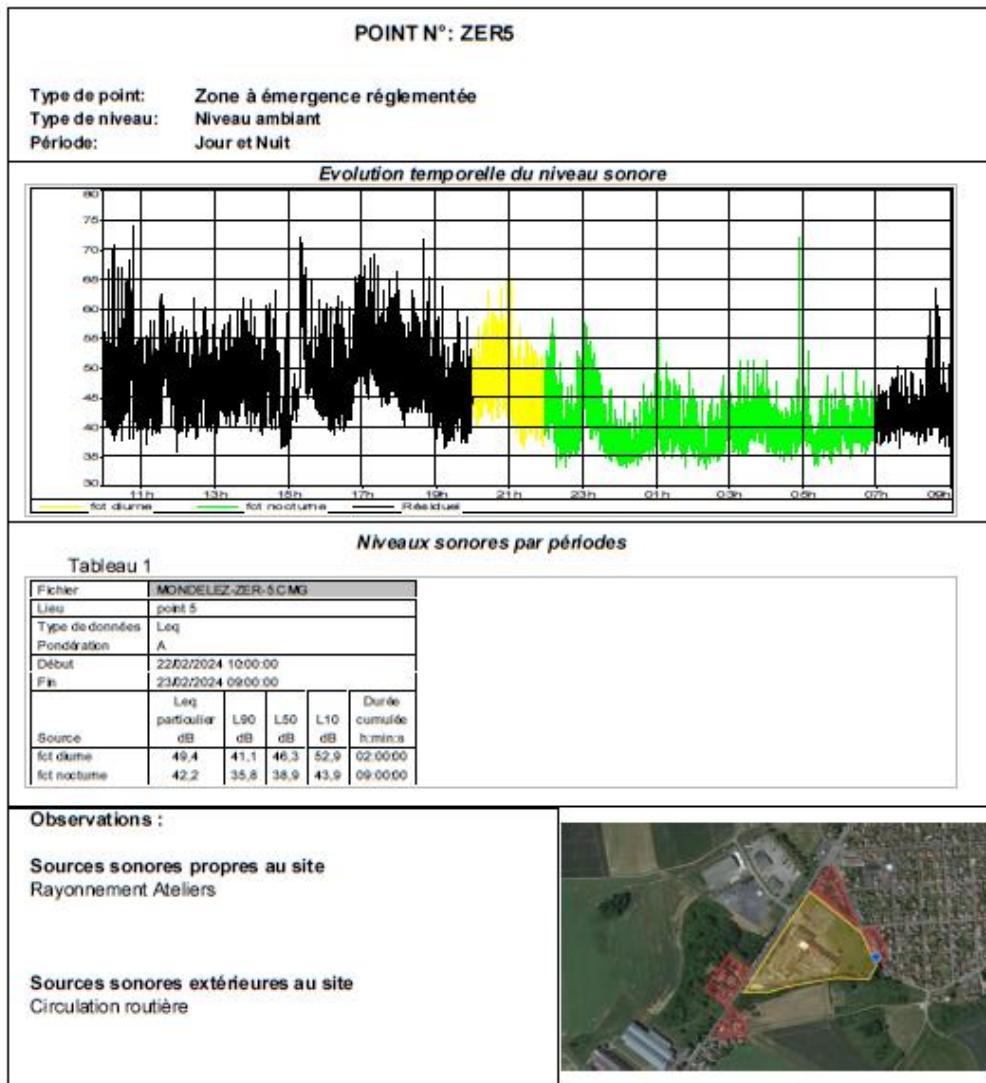 POINT N°: ZER5
Type de point: Zone à émergence réglementée
Type de niveau: Niveau ambiant
Période: Jour et Nuit
Evolution temporelle du niveau sonore
80
75
70
65
60
55
50
45
40
35
30
11h 13h 15h 17h 19h 21h 23h 01h 03h 05h 07h 09h
fct diurne fct nocturne Résiduel
Niveaux sonores par périodes
Tableau 1
Fichier MONDELEZ-ZER-5.CMG
Lieu point 5
Type de données Leq
Pondération A
Début 22/02/2024 10:00:00
Fin 23/02/2024 09:00:00
Leq Durée
particulier L90 L50 L10 cumulée
Source dB dB dB dB h:min:s
fct diurne 49,4 41,1 46,3 52,9 02:00:00
fct nocturne 42,2 35,8 38,9 43,9 09:00:00
Observations :
Sources sonores propres au site
Rayonnement Ateliers
Sources sonores extérieures au site
Circulation routière